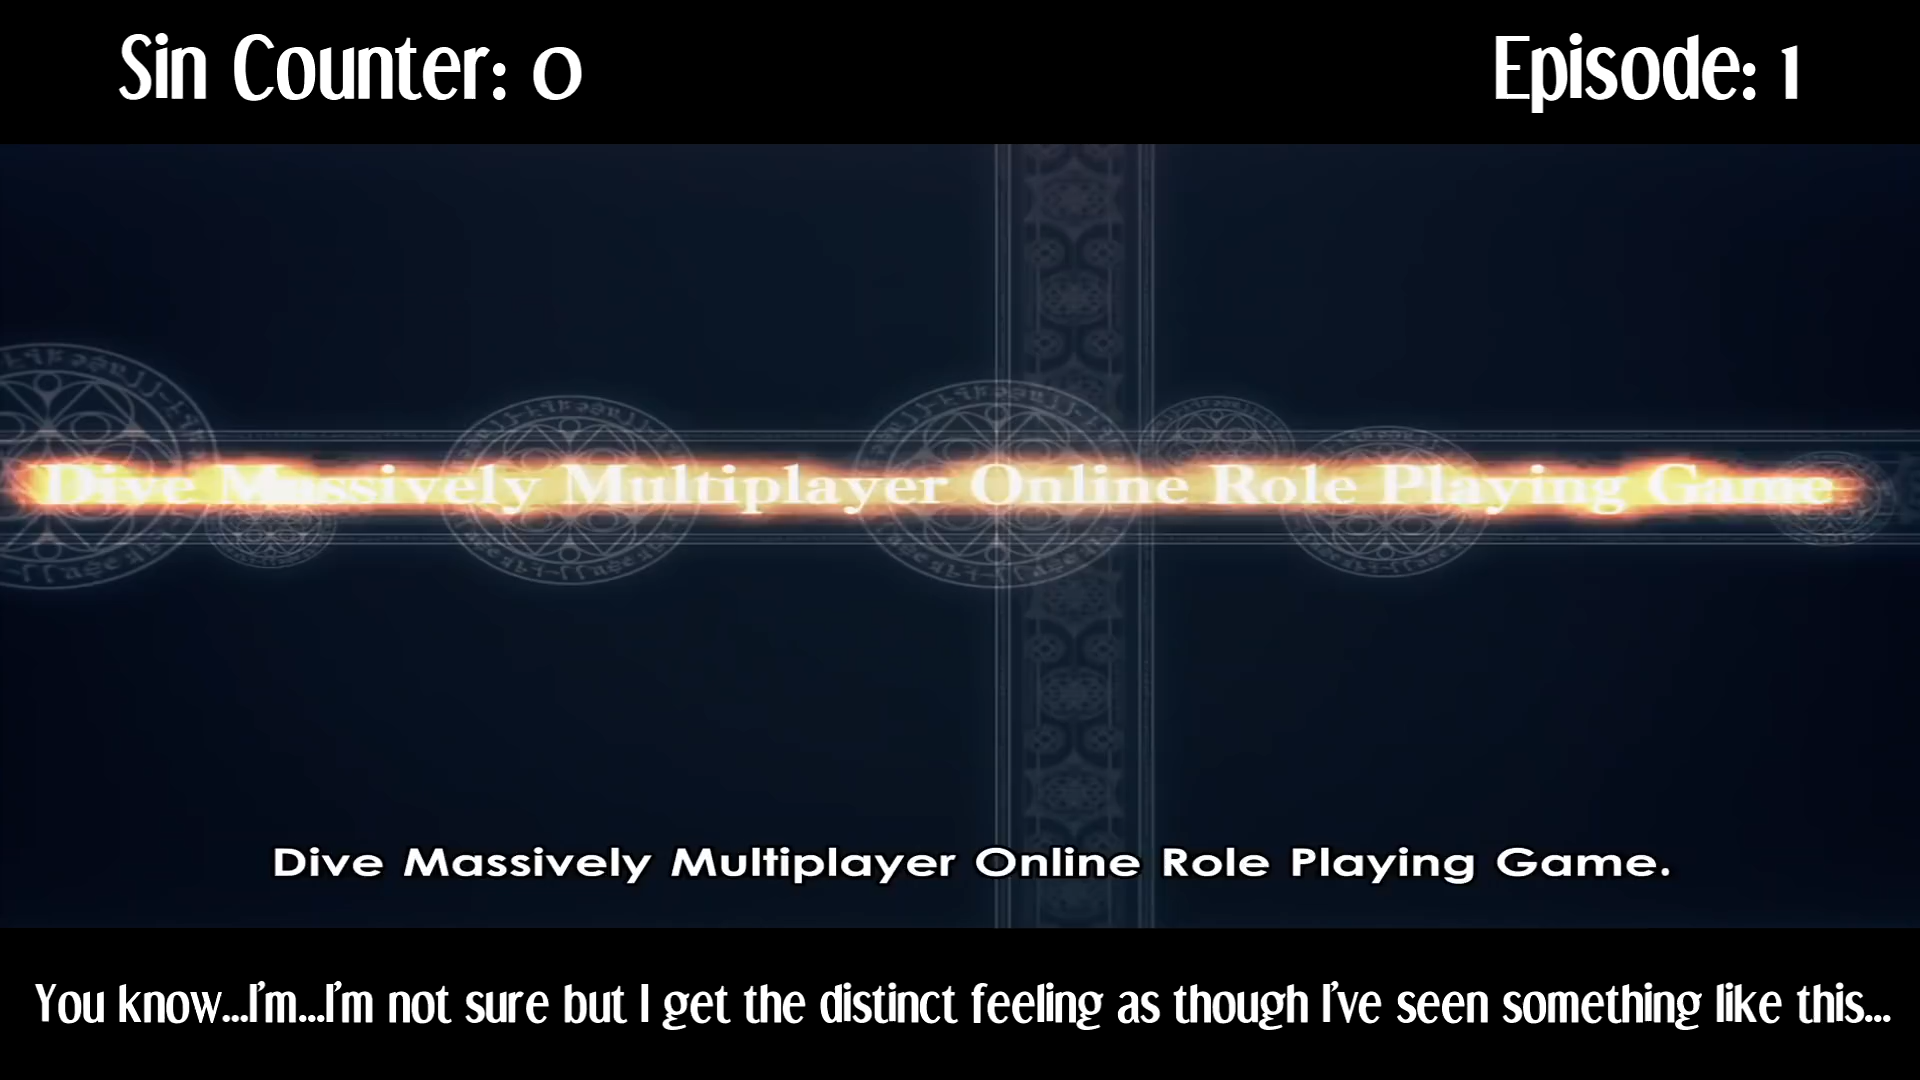 Sin Counter: 0
Episode: 1
Dive Massively Multiplayer Online Role Playing Game
Dive Massively Multiplayer Online Role Playing Game.
You know...I'm...I'm not sure but I get the distinct feeling as though I've seen something like this...